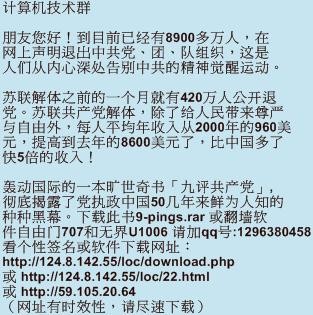 计算机技术群
朋友您好！到目前已经有8900多万人，在
网上声明退出中共党、团、队组织，这是
人们从内心深处告别中共的精神觉醒运动。
苏联解体之前的一个月就有420万人公开退
党。苏联共产党解体，除了给人民带来尊严
与自由外，每人平均年收入从2000年的960美
元，提高到去年的8600美元了，比中国多了
快5倍的收入！
轰动国际的一本旷世奇书「九评共产党」，
彻底揭露了党执政中国50几年来鲜为人知的
种种黑幕。下载此书9-pings.rar 或翻墙软
件自由门707和无界U1006 请加qq号:1296380458
看个性签名或软件下载网址：
http://124.8.142.55/loc/download.php
或 http://124.8.142.55/loc/22.html
或 http://59.105.20.64
（网址有时效性，请尽速下载）